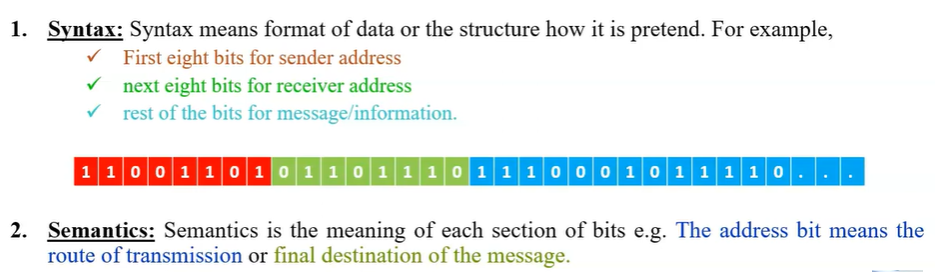 1. Syntax: Syntax means format of data or the structure how it is pretend. For example,
✓ First eight bits for sender address
✓ next eight bits for receiver address
✓ rest of the bits for message/information.
1 1 0 0 1 1 0 1 0 1 1 0 1 1 1 0 1 1 1 0 0 0 1 0 1 1 1 1 0 . . .
2. Semantics: Semantics is the meaning of each section of bits e.g. The address bit means the
route of transmission or final destination of the message.